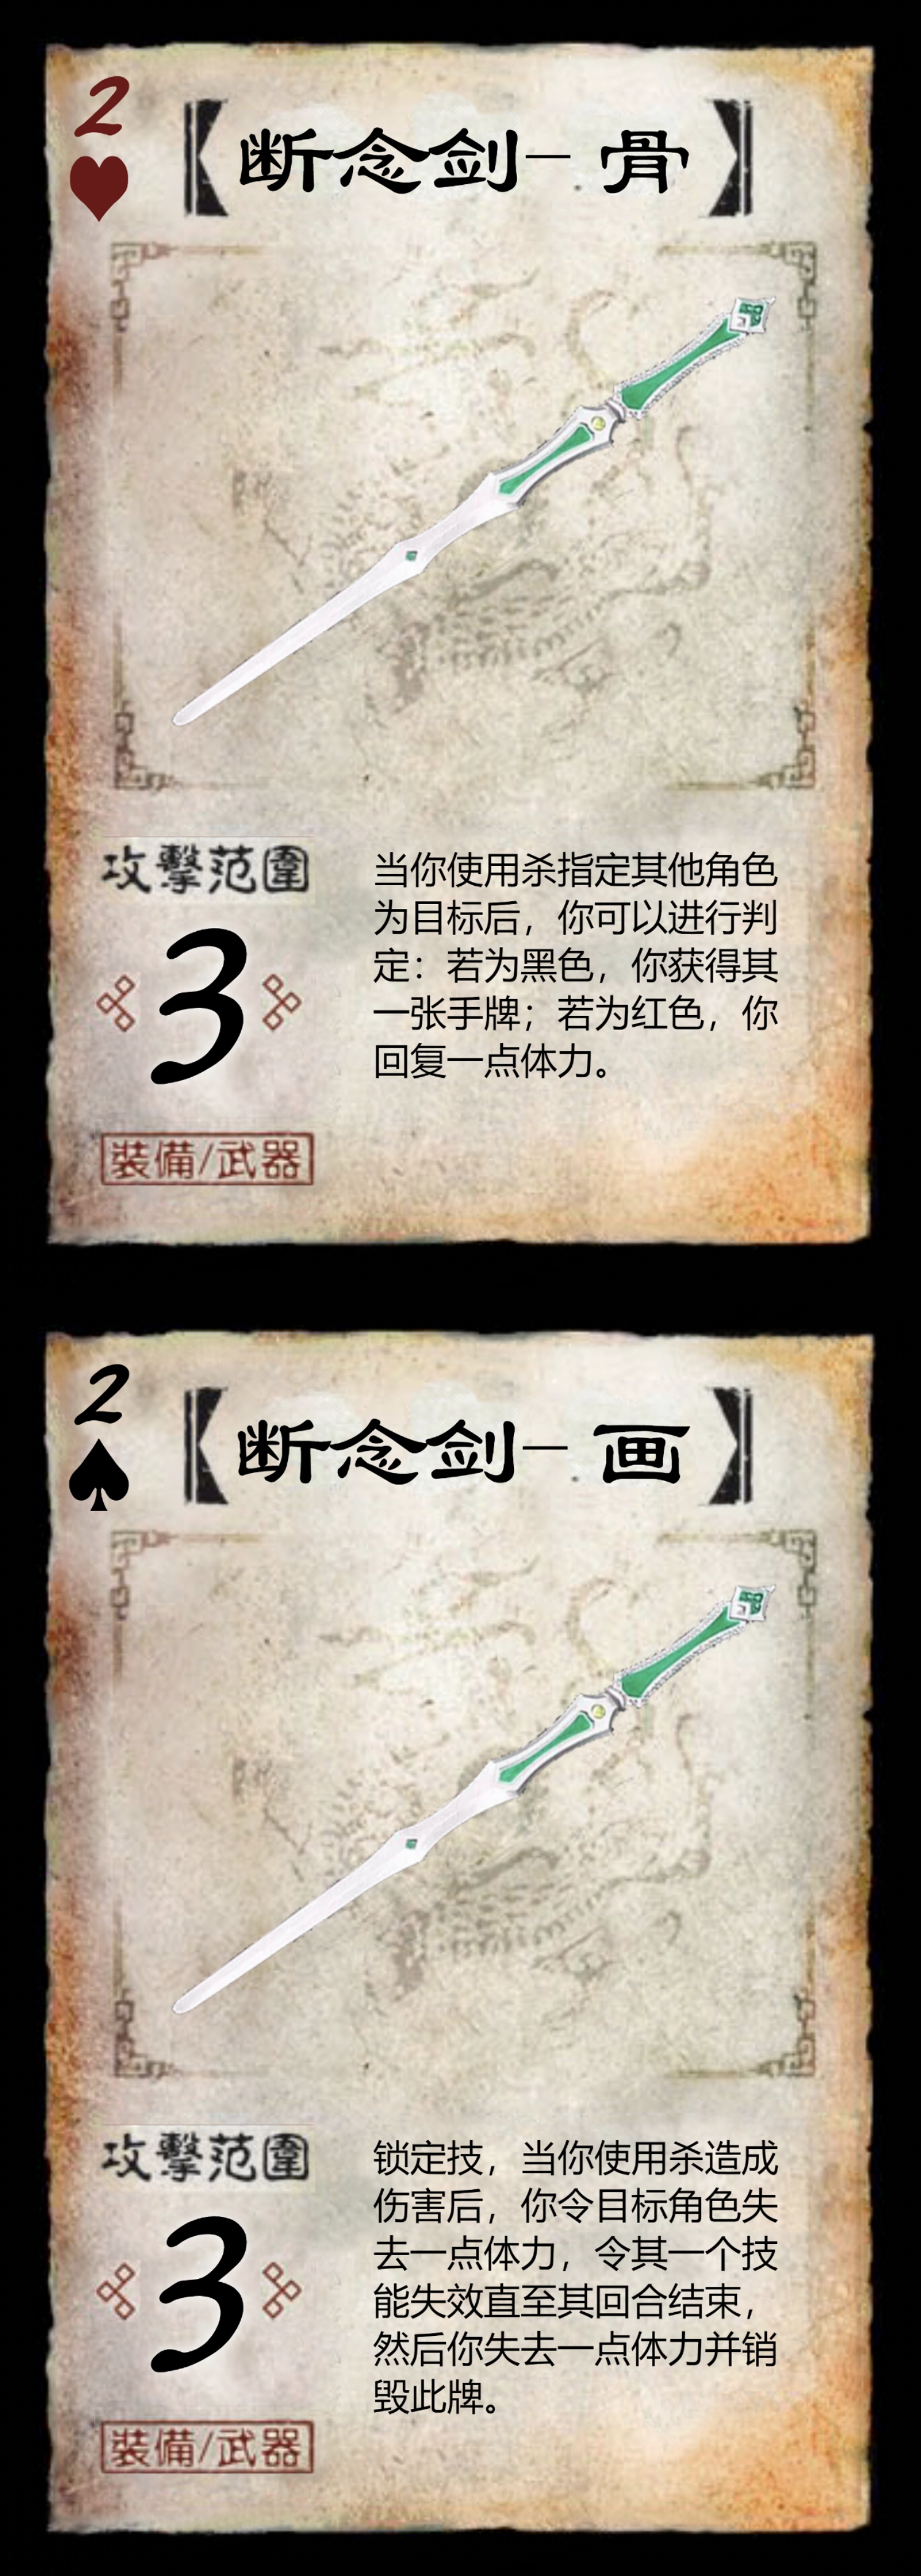 2
【断念剑—骨】
攻擊范圍
3
裝備/武器
当你使用杀指定其他角色
为目标后，你可以进行判
定：若为黑色，你获得其
一张手牌；若为红色，你
回复一点体力。
2
【断念剑—画】
攻擊范圍
3
裝備/武器
锁定技，当你使用杀造成
伤害后，你令目标角色失
去一点体力，令其一个技
能失效直至其回合结束，
然后你失去一点体力并销
毁此牌。